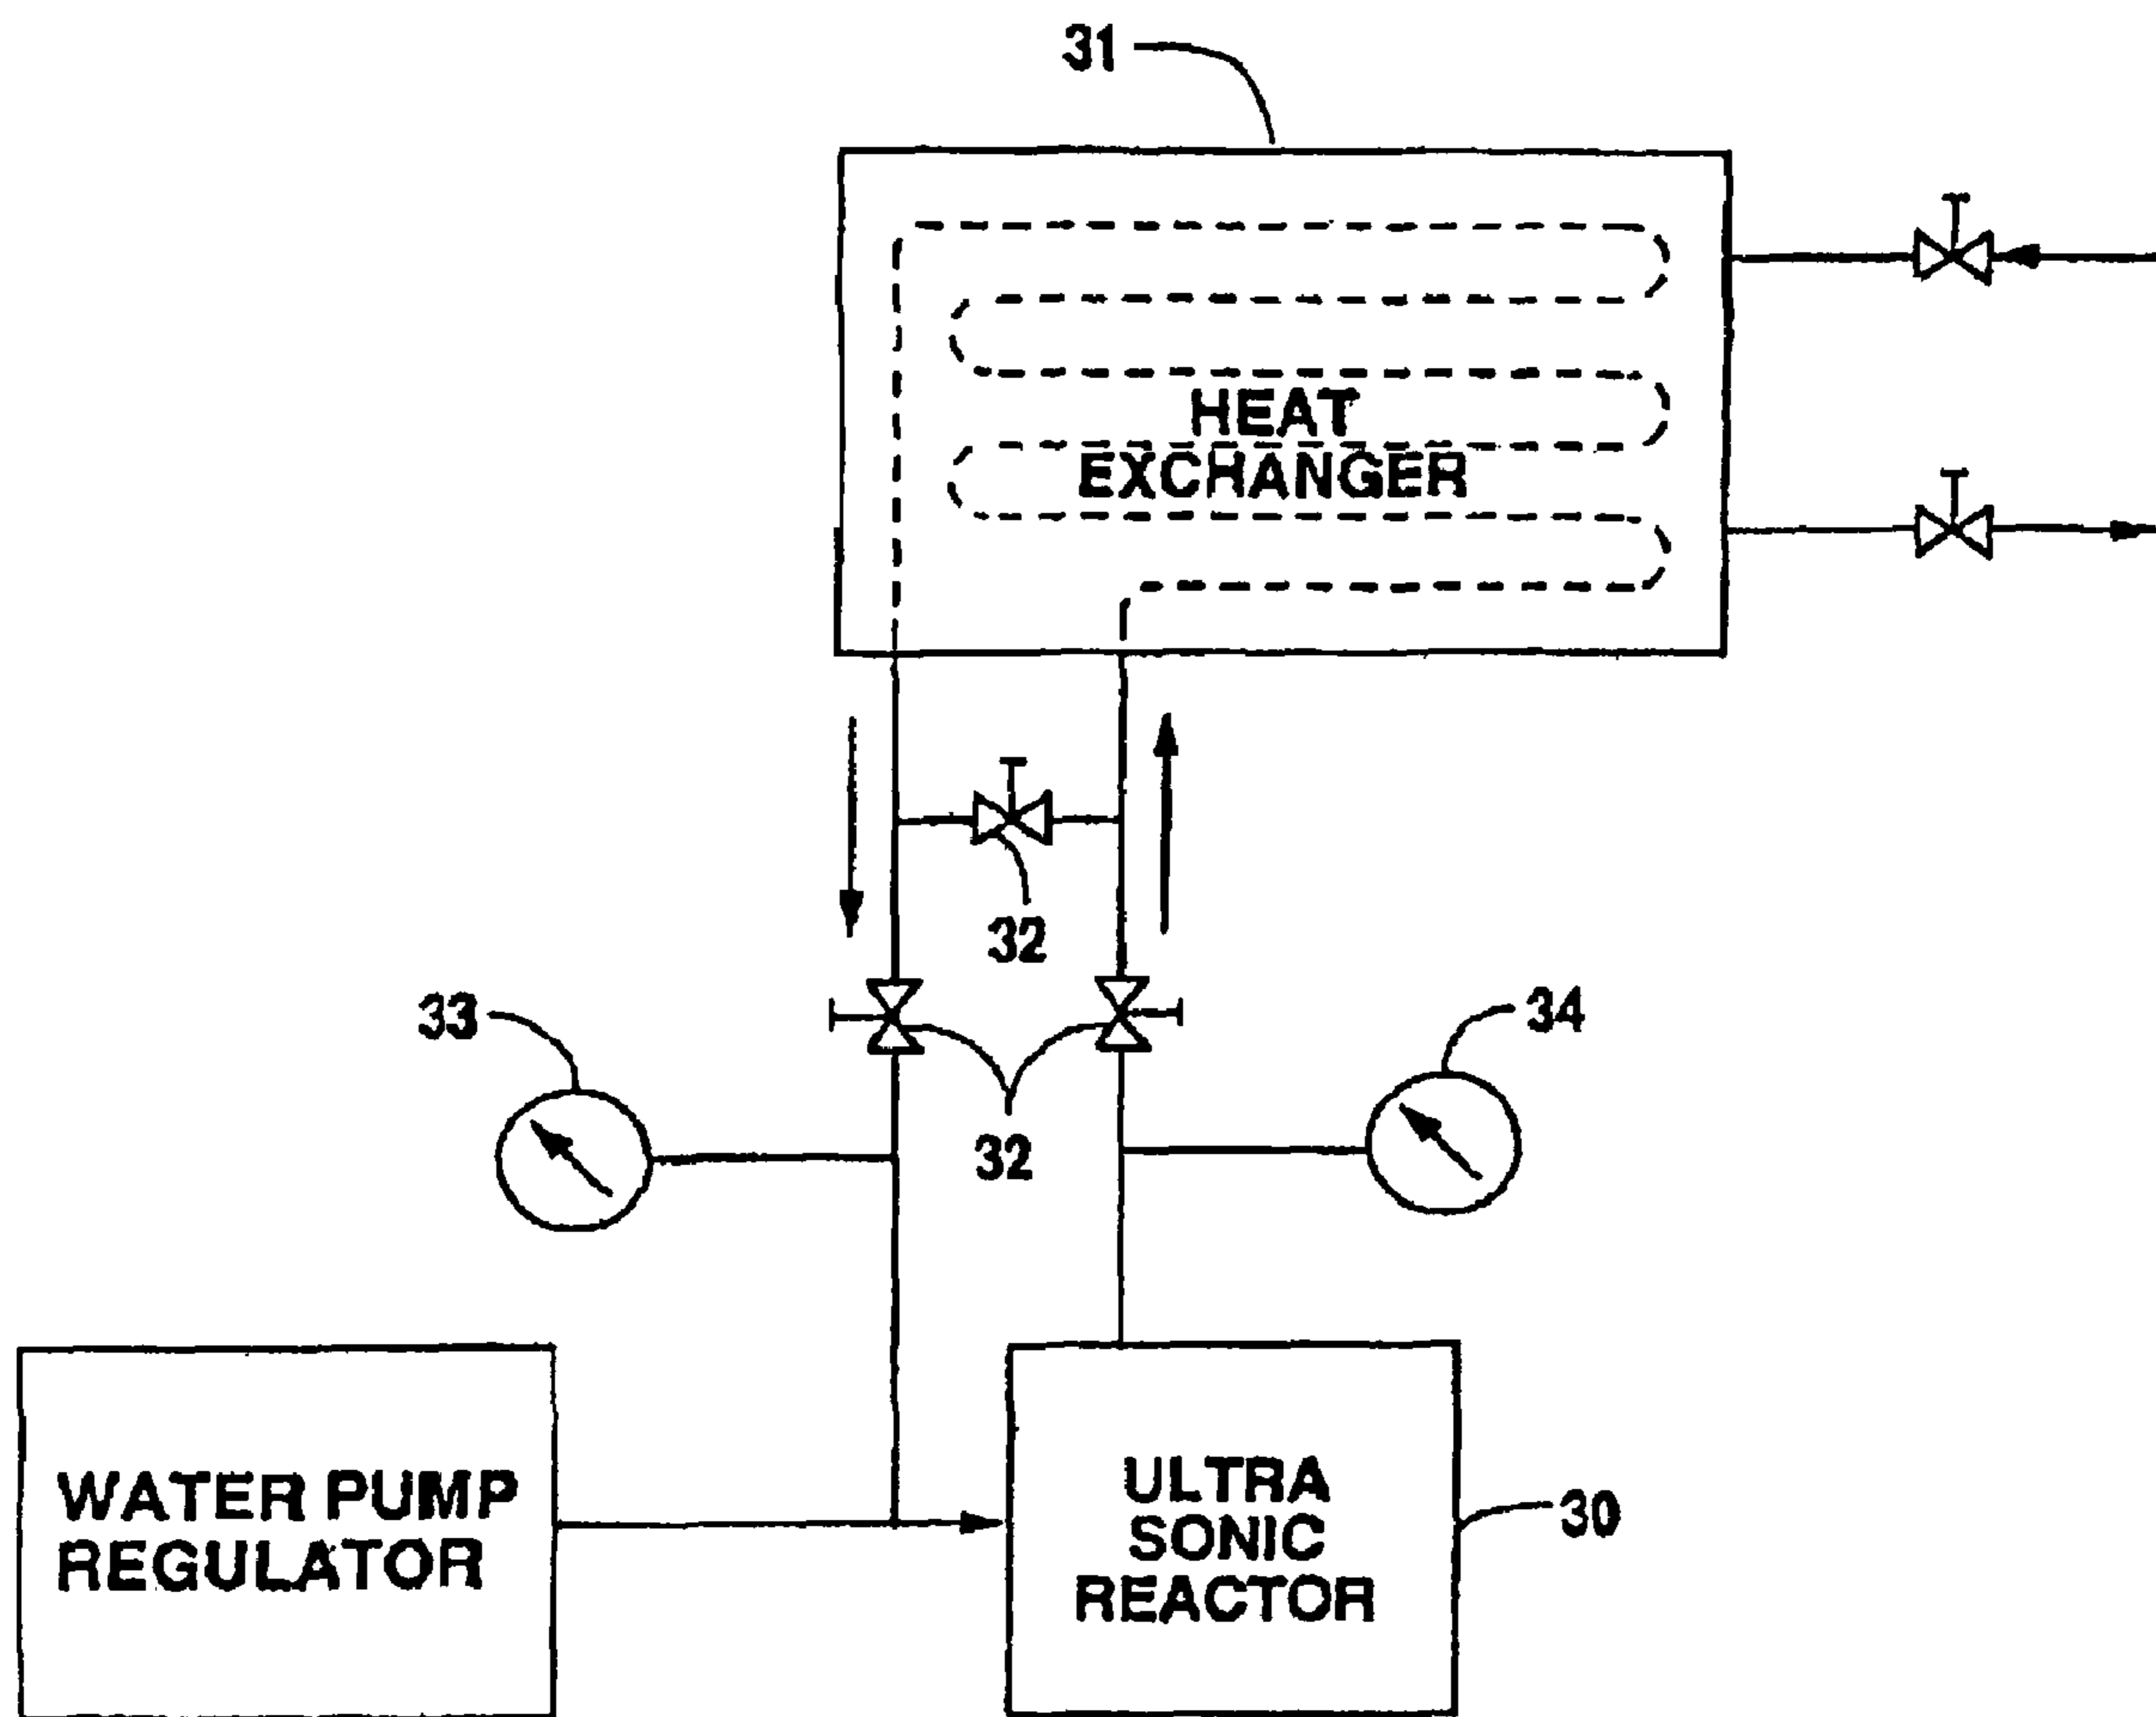 31
HEAT
EXCHANGER
32
33
34
32
WATER PUMP
REGULATOR
ULTRA
SONIC
REACTOR
30